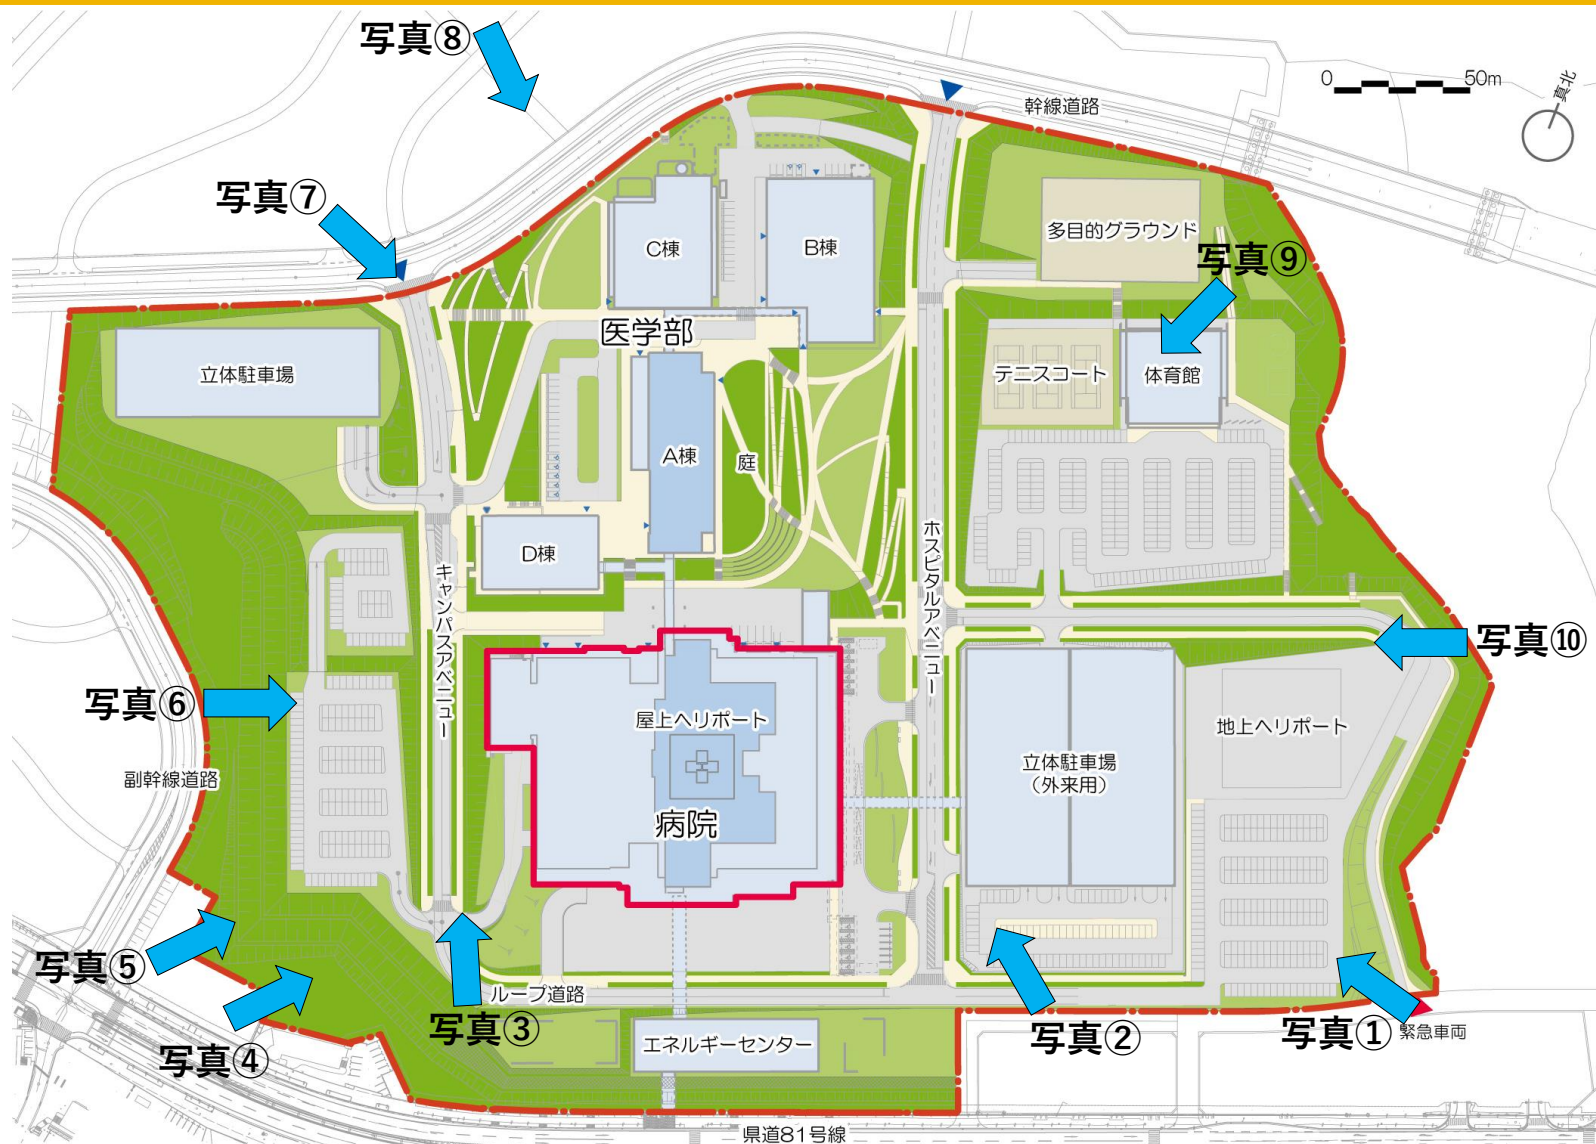 写真⑧
0 50m
真北
幹線道路
写真⑦
C棟
B棟
多目的グラウンド
写真⑨
医学部
立体駐車場
テニスコート
体育館
A棟
庭
D棟
ホスピタルアベニュー
キャンパスアベニュー
写真⑩
写真⑥
屋上ヘリポート
地上ヘリポート
副幹線道路
立体駐車場
(外来用)
病院
写真⑤
ループ道路
写真③
写真②
写真①
緊急車両
写真④
エネルギーセンター
県道81号線